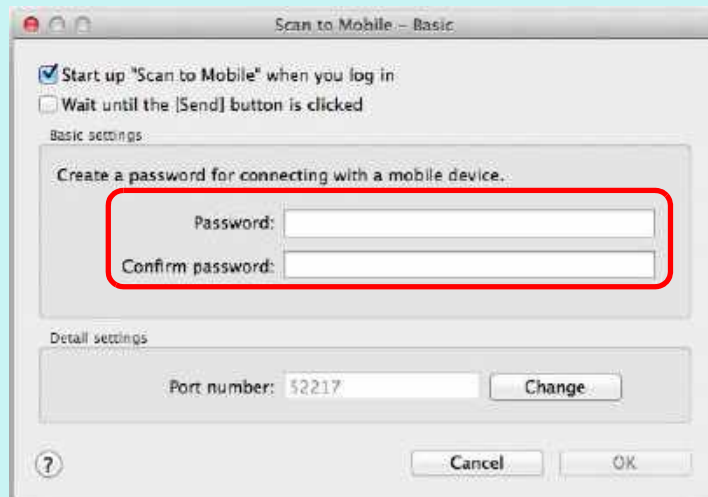 Scan to Mobile – Basic
Start up "Scan to Mobile" when you log in
Wait until the [Send] button is clicked
Basic settings
Create a password for connecting with a mobile device.
Password:
Confirm password:
Detail settings
Port number: 52217 Change
? Cancel OK